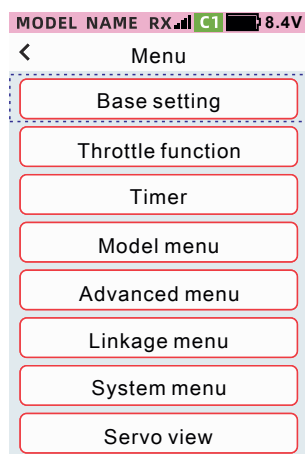 MODEL NAME RX C1 8.4V
Menu
Base setting
Throttle function
Timer
Model menu
Advanced menu
Linkage menu
System menu
Servo view